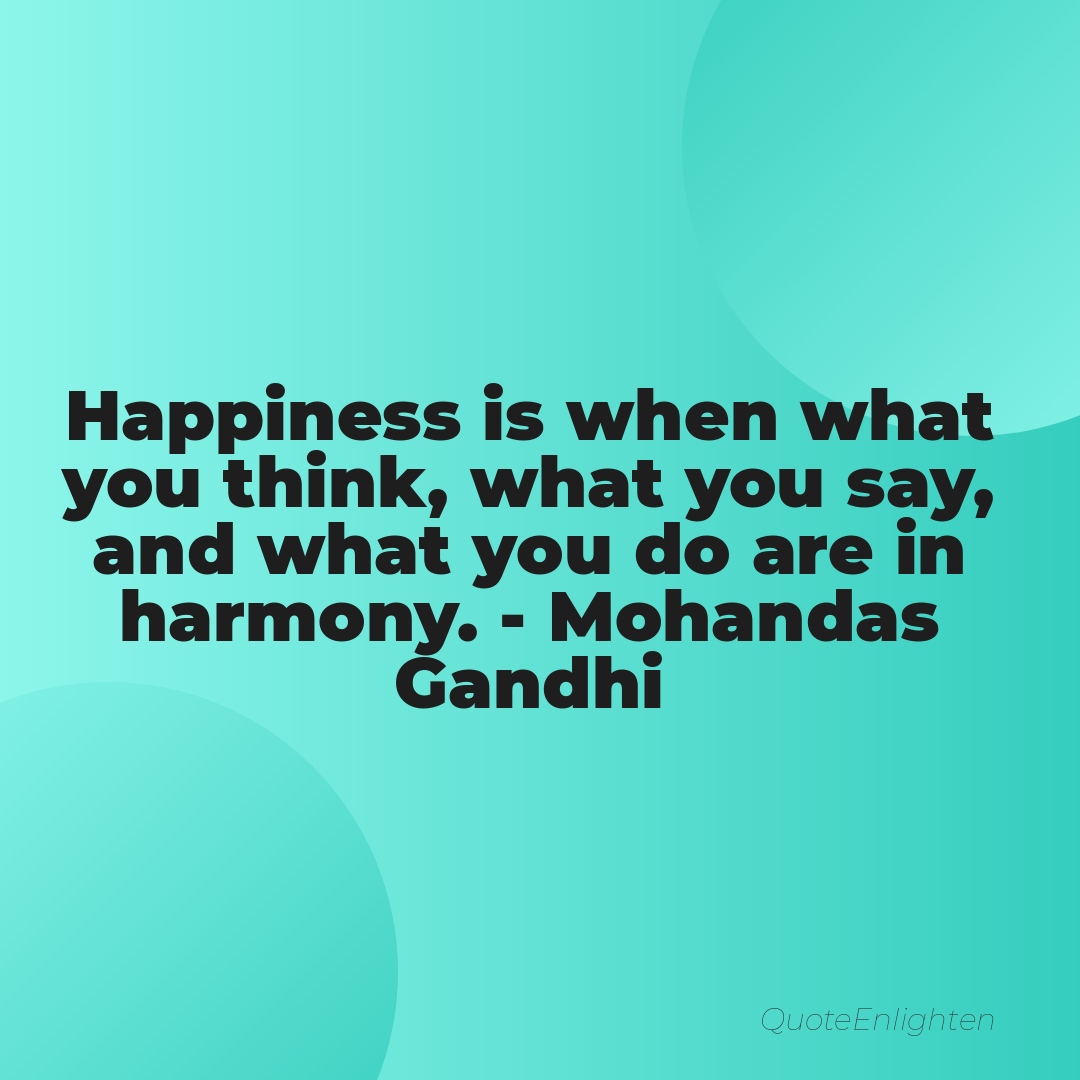 Happiness is when what
you think, what you say,
and what you do are in
harmony. - Mohandas
Gandhi
QuoteEnlighten